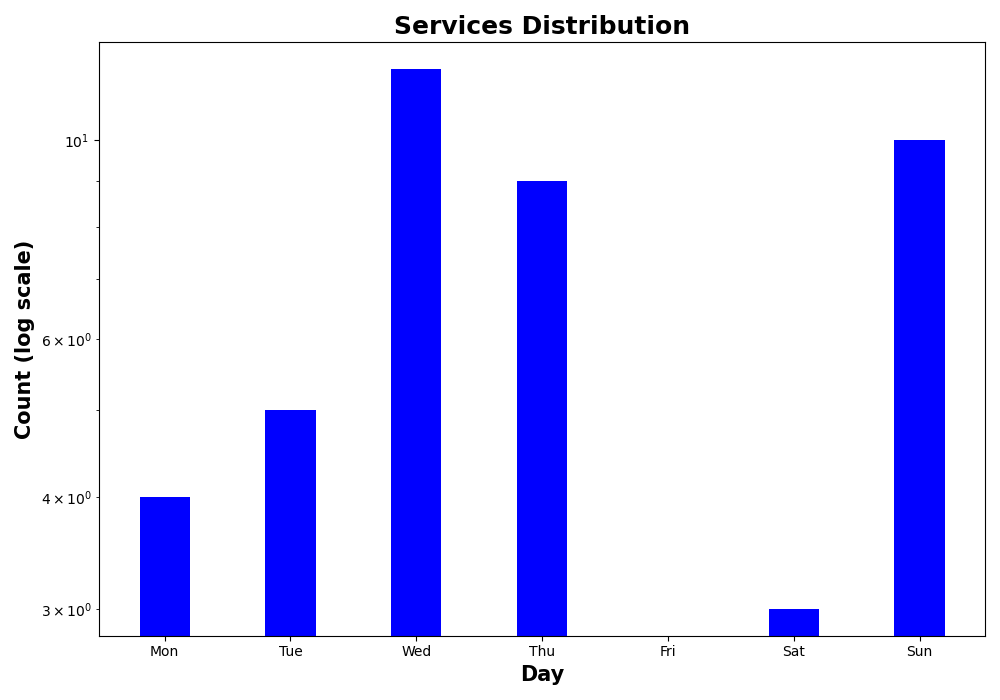 Services Distribution
Count (log scale)
10¹
6 × 10⁰
4 × 10⁰
3 × 10⁰
Mon Tue Wed Thu Fri Sat Sun
Day